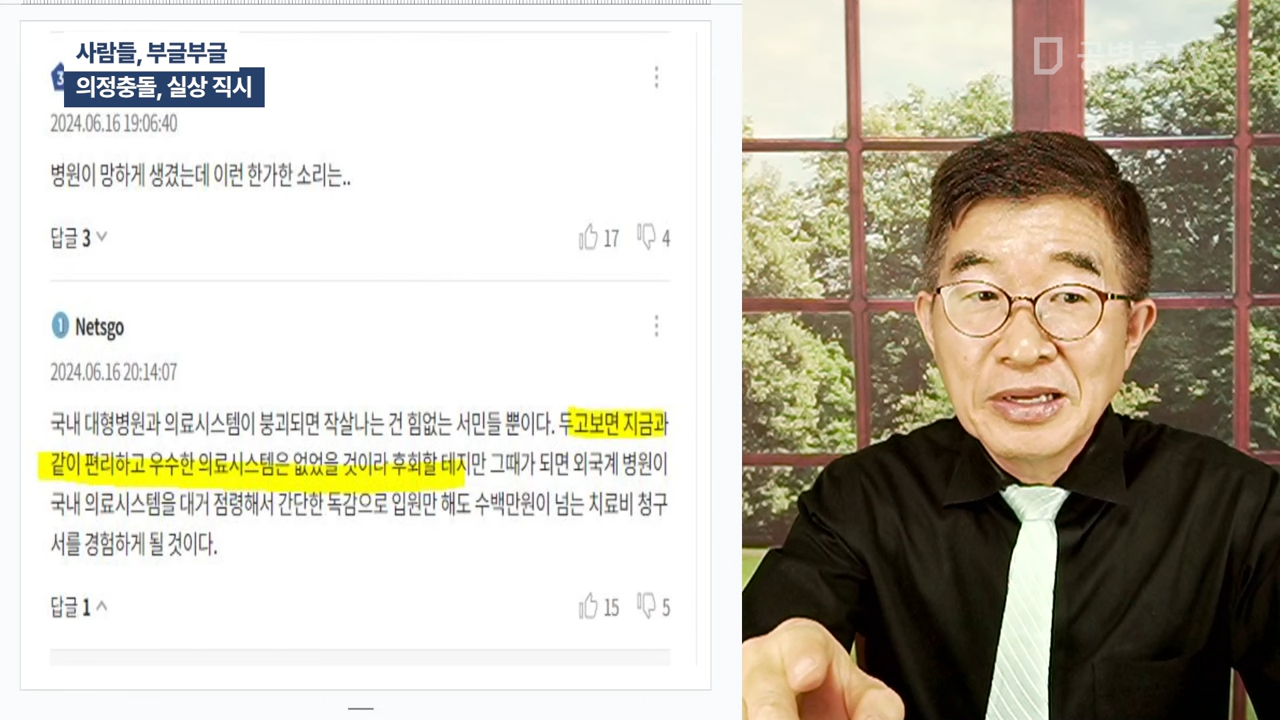 사람들, 부글부글
의정충돌, 실상 직시
3
2024.06.16 19:06:40
병원이 망하게 생겼는데 이런 한가한 소리는..
답글 3
17
4
1 Netsgo
2024.06.16 20:14:07
국내 대형병원과 의료시스템이 붕괴되면 작살나는 건 힘없는 서민들 뿐이다. 두고보면 지금과
같이 편리하고 우수한 의료시스템은 없었을 것이라 후회할 테지만 그때가 되면 외국계 병원이
국내 의료시스템을 대거 점령해서 간단한 독감으로 입원만 해도 수백만원이 넘는 치료비 청구
서를 경험하게 될 것이다.
답글 1
15
5